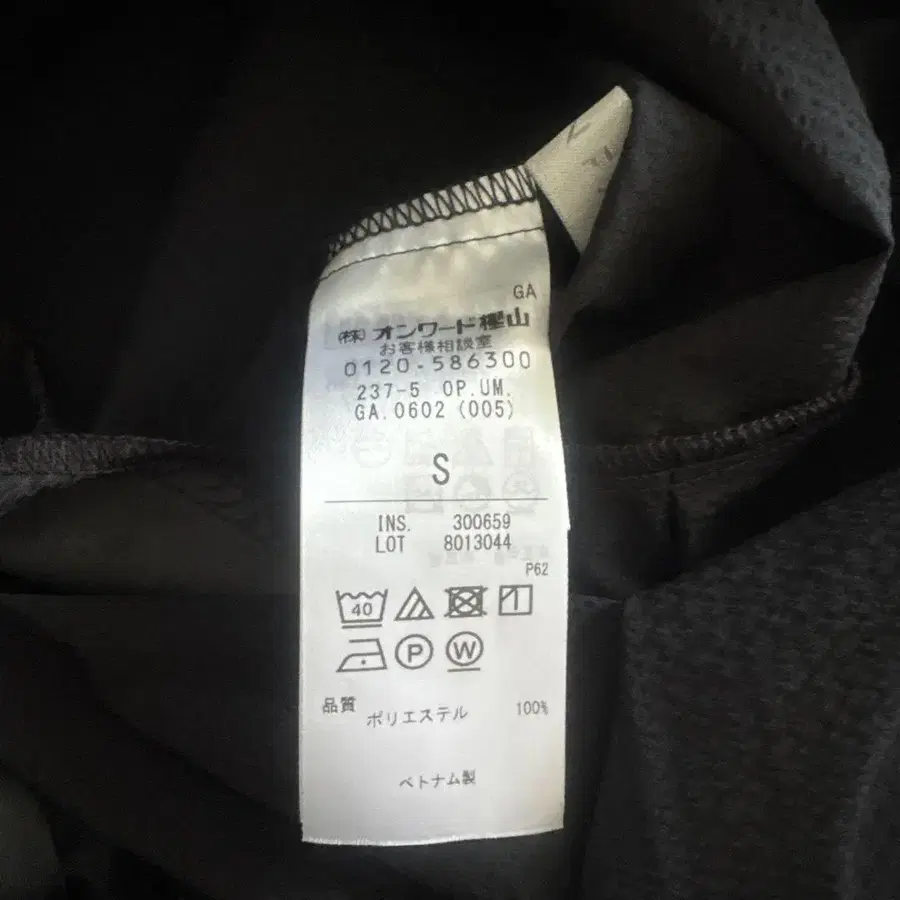 GA
(株)オンワード樫山
お客様相談室
0120-586300
237-5 OP.UM.
GA.0602 (005)
S
INS. 300659
LOT 8013044
P62
40
P W
品質 ポリエステル 100%
ベトナム製